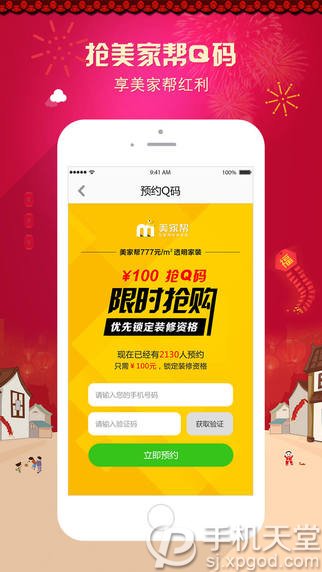 抢美家帮Q码
享美家帮红利
9:41 AM
100%
预约Q码
美家帮
美家帮777元/m²透明家装
¥100 抢Q码
限时抢购
优先锁定装修资格
现在已经有2130人预约
只需¥100元，锁定装修资格
请输入您的手机号码
请输入验证码
获取验证
立即预约
福
手机天堂
sj.xpgod.com